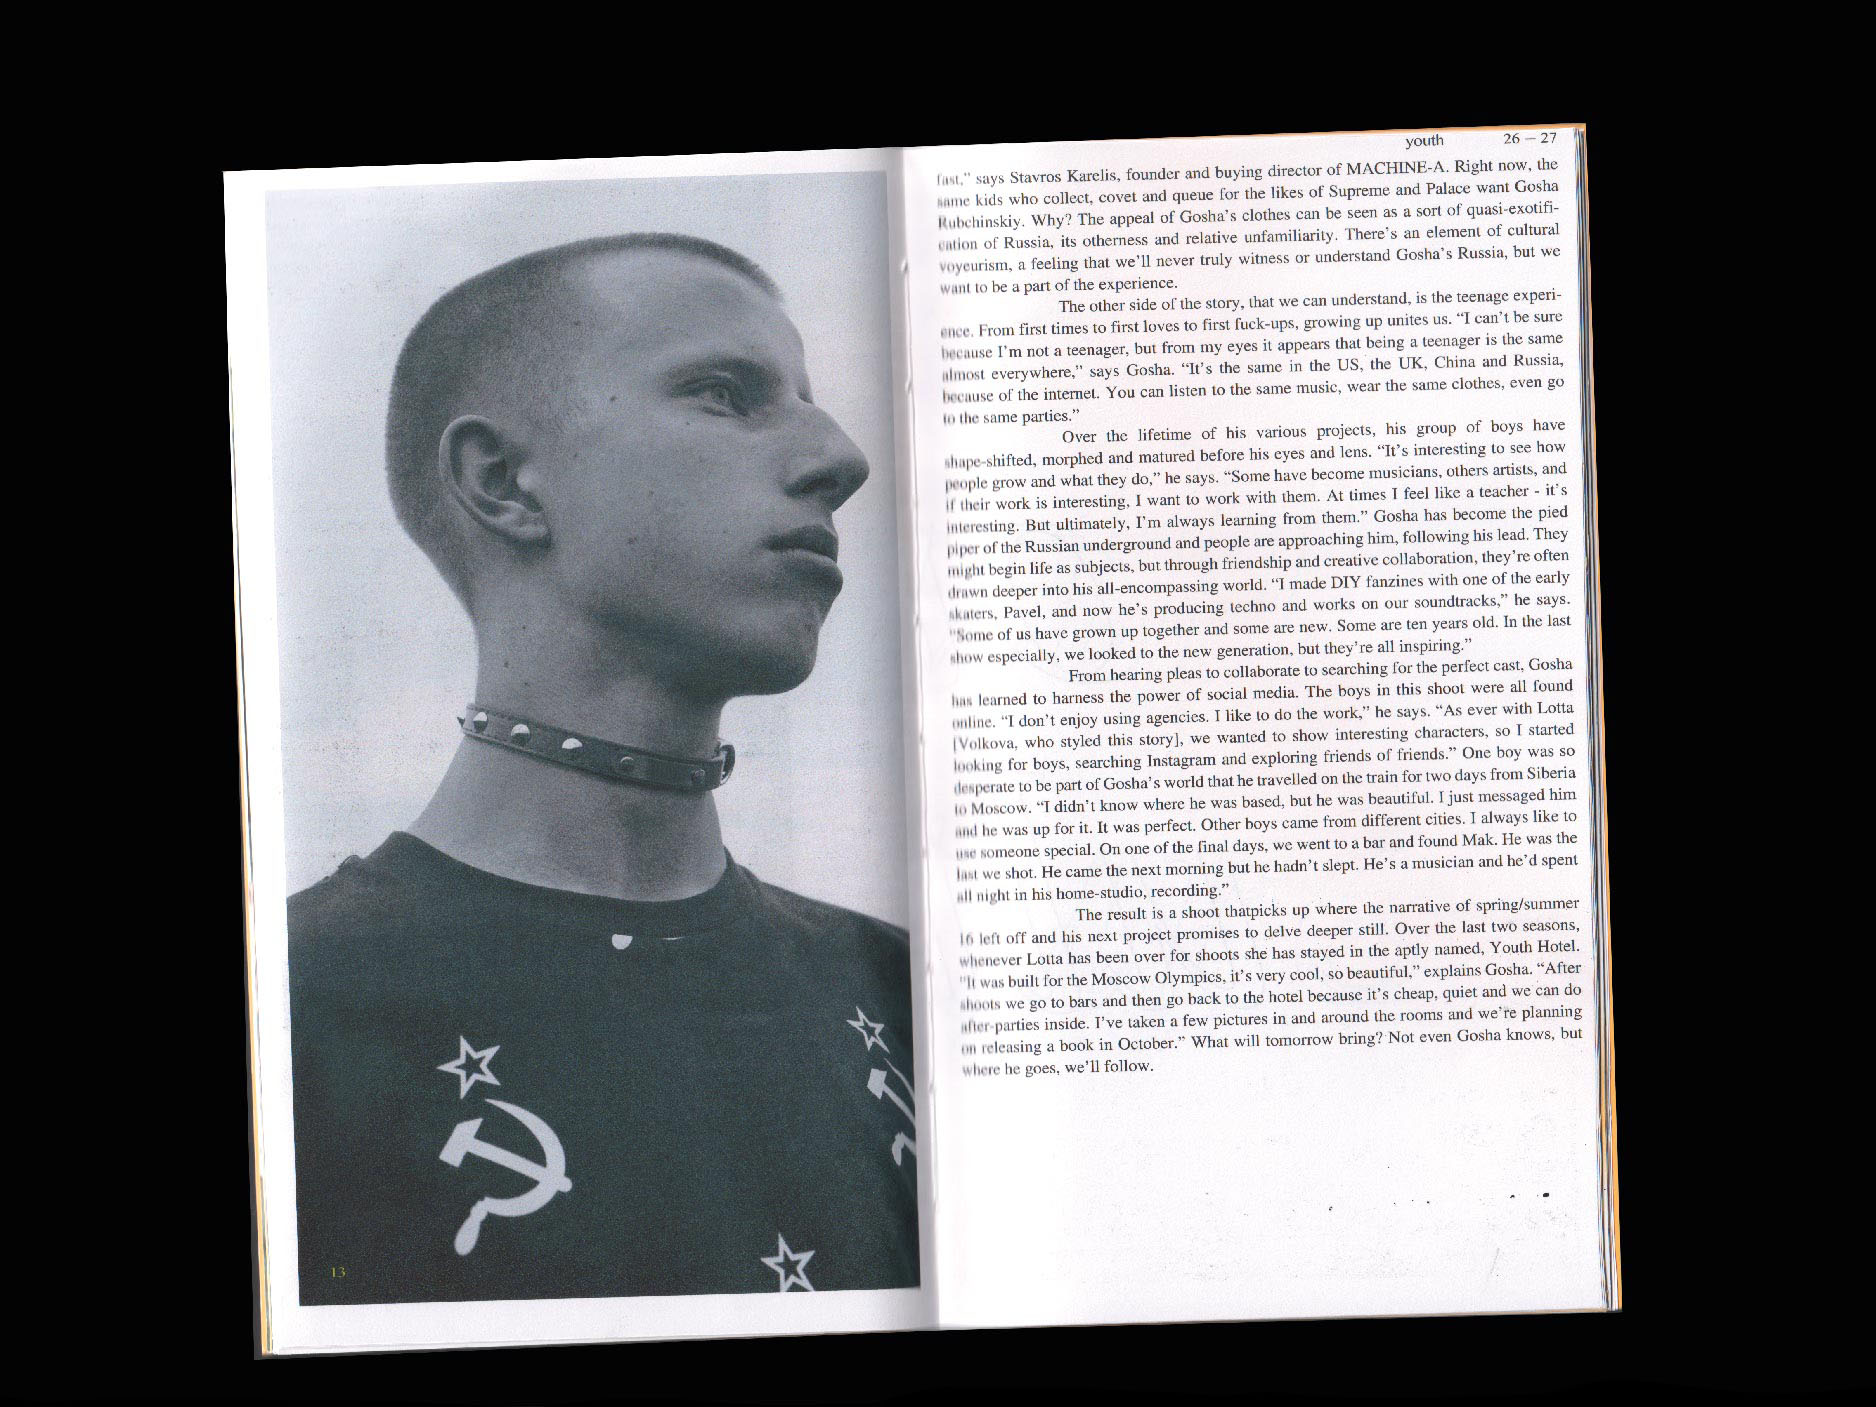 youth 26 – 27
fast,” says Stavros Karelis, founder and buying director of MACHINE-A. Right now, the
same kids who collect, covet and queue for the likes of Supreme and Palace want Gosha
Rubchinskiy. Why? The appeal of Gosha’s clothes can be seen as a sort of quasi-exotifi-
cation of Russia, its otherness and relative unfamiliarity. There’s an element of cultural
voyeurism, a feeling that we’ll never truly witness or understand Gosha’s Russia, but we
want to be a part of the experience.
The other side of the story, that we can understand, is the teenage experi-
ence. From first times to first loves to first fuck-ups, growing up unites us. “I can’t be sure
because I’m not a teenager, but from my eyes it appears that being a teenager is the same
almost everywhere,” says Gosha. “It’s the same in the US, the UK, China and Russia,
because of the internet. You can listen to the same music, wear the same clothes, even go
to the same parties.”
Over the lifetime of his various projects, his group of boys have
shape-shifted, morphed and matured before his eyes and lens. “It’s interesting to see how
people grow and what they do,” he says. “Some have become musicians, others artists, and
if their work is interesting, I want to work with them. At times I feel like a teacher - it’s
interesting. But ultimately, I’m always learning from them.” Gosha has become the pied
piper of the Russian underground and people are approaching him, following his lead. They
might begin life as subjects, but through friendship and creative collaboration, they’re often
drawn deeper into his all-encompassing world. “I made DIY fanzines with one of the early
skaters, Pavel, and now he’s producing techno and works on our soundtracks,” he says.
“Some of us have grown up together and some are new. Some are ten years old. In the last
show especially, we looked to the new generation, but they’re all inspiring.”
From hearing pleas to collaborate to searching for the perfect cast, Gosha
has learned to harness the power of social media. The boys in this shoot were all found
online. “I don’t enjoy using agencies. I like to do the work,” he says. “As ever with Lotta
[Volkova, who styled this story], we wanted to show interesting characters, so I started
looking for boys, searching Instagram and exploring friends of friends.” One boy was so
desperate to be part of Gosha’s world that he travelled on the train for two days from Siberia
to Moscow. “I didn’t know where he was based, but he was beautiful. I just messaged him
and he was up for it. It was perfect. Other boys came from different cities. I always like to
use someone special. On one of the final days, we went to a bar and found Mak. He was the
last we shot. He came the next morning but he hadn’t slept. He’s a musician and he’d spent
all night in his home-studio, recording.”
The result is a shoot thatpicks up where the narrative of spring/summer
16 left off and his next project promises to delve deeper still. Over the last two seasons,
whenever Lotta has been over for shoots she has stayed in the aptly named, Youth Hotel.
“It was built for the Moscow Olympics, it’s very cool, so beautiful,” explains Gosha. “After
shoots we go to bars and then go back to the hotel because it’s cheap, quiet and we can do
after-parties inside. I’ve taken a few pictures in and around the rooms and we’re planning
on releasing a book in October.” What will tomorrow bring? Not even Gosha knows, but
where he goes, we’ll follow.
13